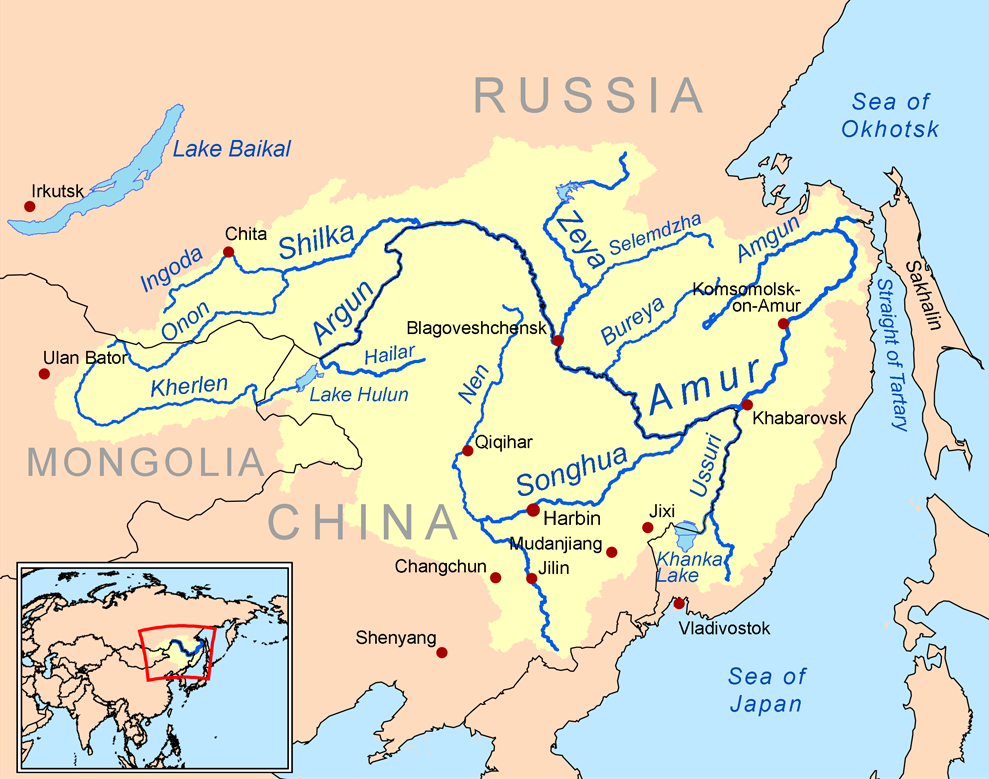 RUSSIA
Sea of
Okhotsk
Lake Baikal
Irkutsk
Chita
Shilka
Ingoda
Onon
Argun
Zeya
Selemdzha
Amgun
Komsomolsk-
on-Amur
Sakhalin
Straight of Tartary
Bureya
Blagoveshchensk
Ulan Bator
Kherlen
Hailar
Lake Hulun
Nen
Amur
Khabarovsk
MONGOLIA
Qiqihar
Songhua
Ussuri
CHINA
Harbin
Jixi
Mudanjiang
Khanka
Lake
Changchun
Jilin
Vladivostok
Shenyang
Sea of
Japan